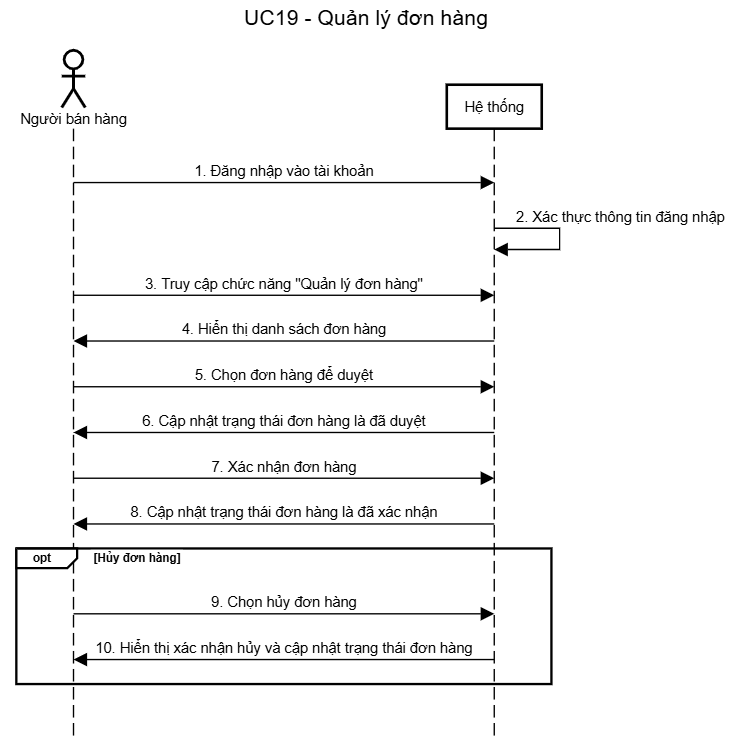 UC19 - Quản lý đơn hàng
Người bán hàng
Hệ thống
1. Đăng nhập vào tài khoản
2. Xác thực thông tin đăng nhập
3. Truy cập chức năng "Quản lý đơn hàng"
4. Hiển thị danh sách đơn hàng
5. Chọn đơn hàng để duyệt
6. Cập nhật trạng thái đơn hàng là đã duyệt
7. Xác nhận đơn hàng
8. Cập nhật trạng thái đơn hàng là đã xác nhận
opt [Hủy đơn hàng]
9. Chọn hủy đơn hàng
10. Hiển thị xác nhận hủy và cập nhật trạng thái đơn hàng